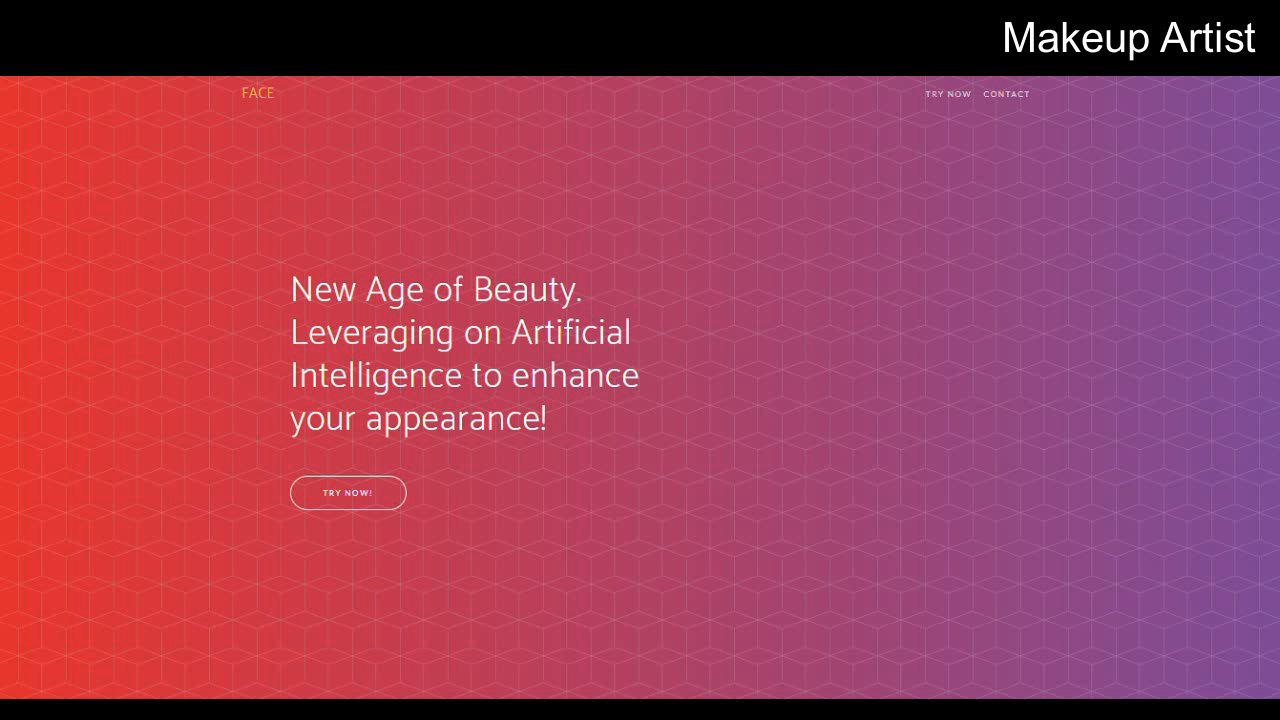 Makeup Artist
FACE
TRY NOW CONTACT
New Age of Beauty.
Leveraging on Artificial
Intelligence to enhance
your appearance!
TRY NOW!